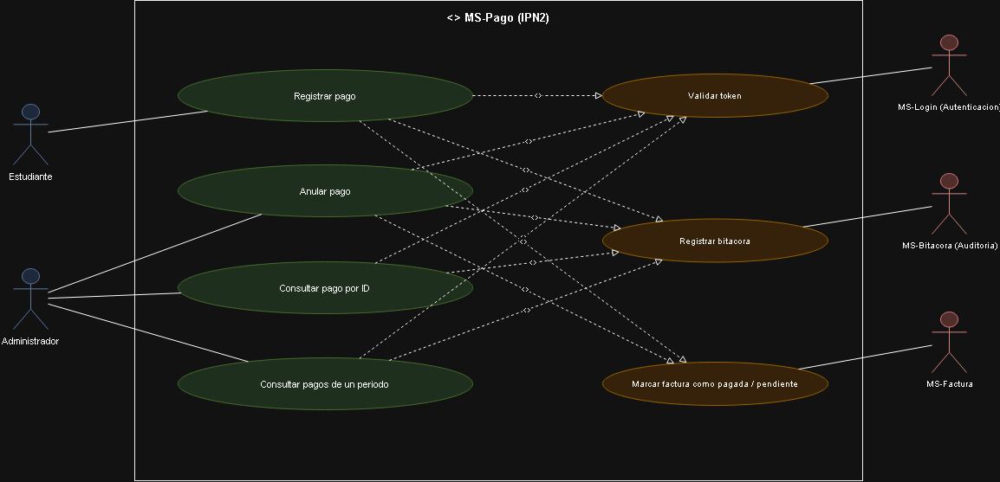 <> MS-Pago (IPN2)
Registrar pago
<>
Validar token
MS-Login (Autenticacion)
Estudiante
<>
<>
Anular pago
<>
<>
Registrar bitacora
MS-Bitacora (Auditoria)
<>
<>
<>
Consultar pago por ID
<>
<>
Administrador
Consultar pagos de un periodo
Marcar factura como pagada / pendiente
MS-Factura